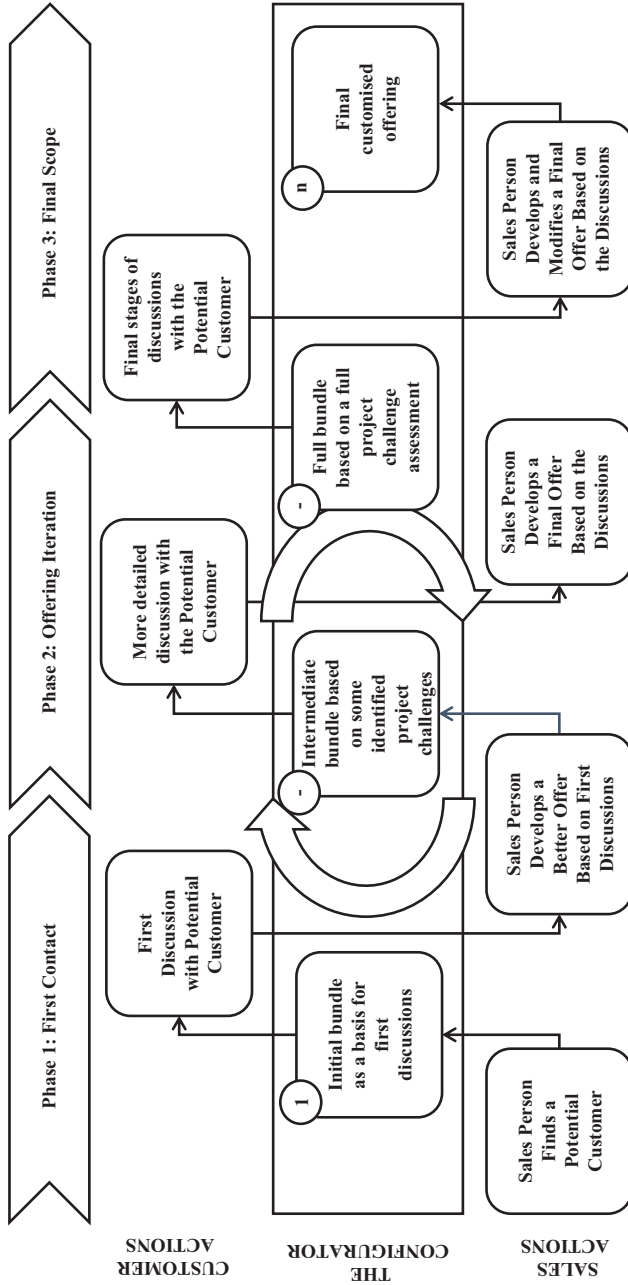 Phase 1: First Contact
Phase 2: Offering Iteration
Phase 3: Final Scope
CUSTOMER
ACTIONS
First
Discussion
with Potential
Customer
More detailed
discussion with
the Potential
Customer
Final stages of
discussions
with the
Potential
Customer
THE
CONFIGURATOR
1
Initial bundle
as a basis for
first
discussions
-
Intermediate
bundle based
on some
identified
project
challenges
-
Full bundle
based on a full
project
challenge
assessment
n
Final
customised
offering
SALES
ACTIONS
Sales Person
Finds a
Potential
Customer
Sales Person
Develops a
Better Offer
Based on First
Discussions
Sales Person
Develops a
Final Offer
Based on the
Discussions
Sales Person
Develops and
Modifies a Final
Offer Based on
the Discussions